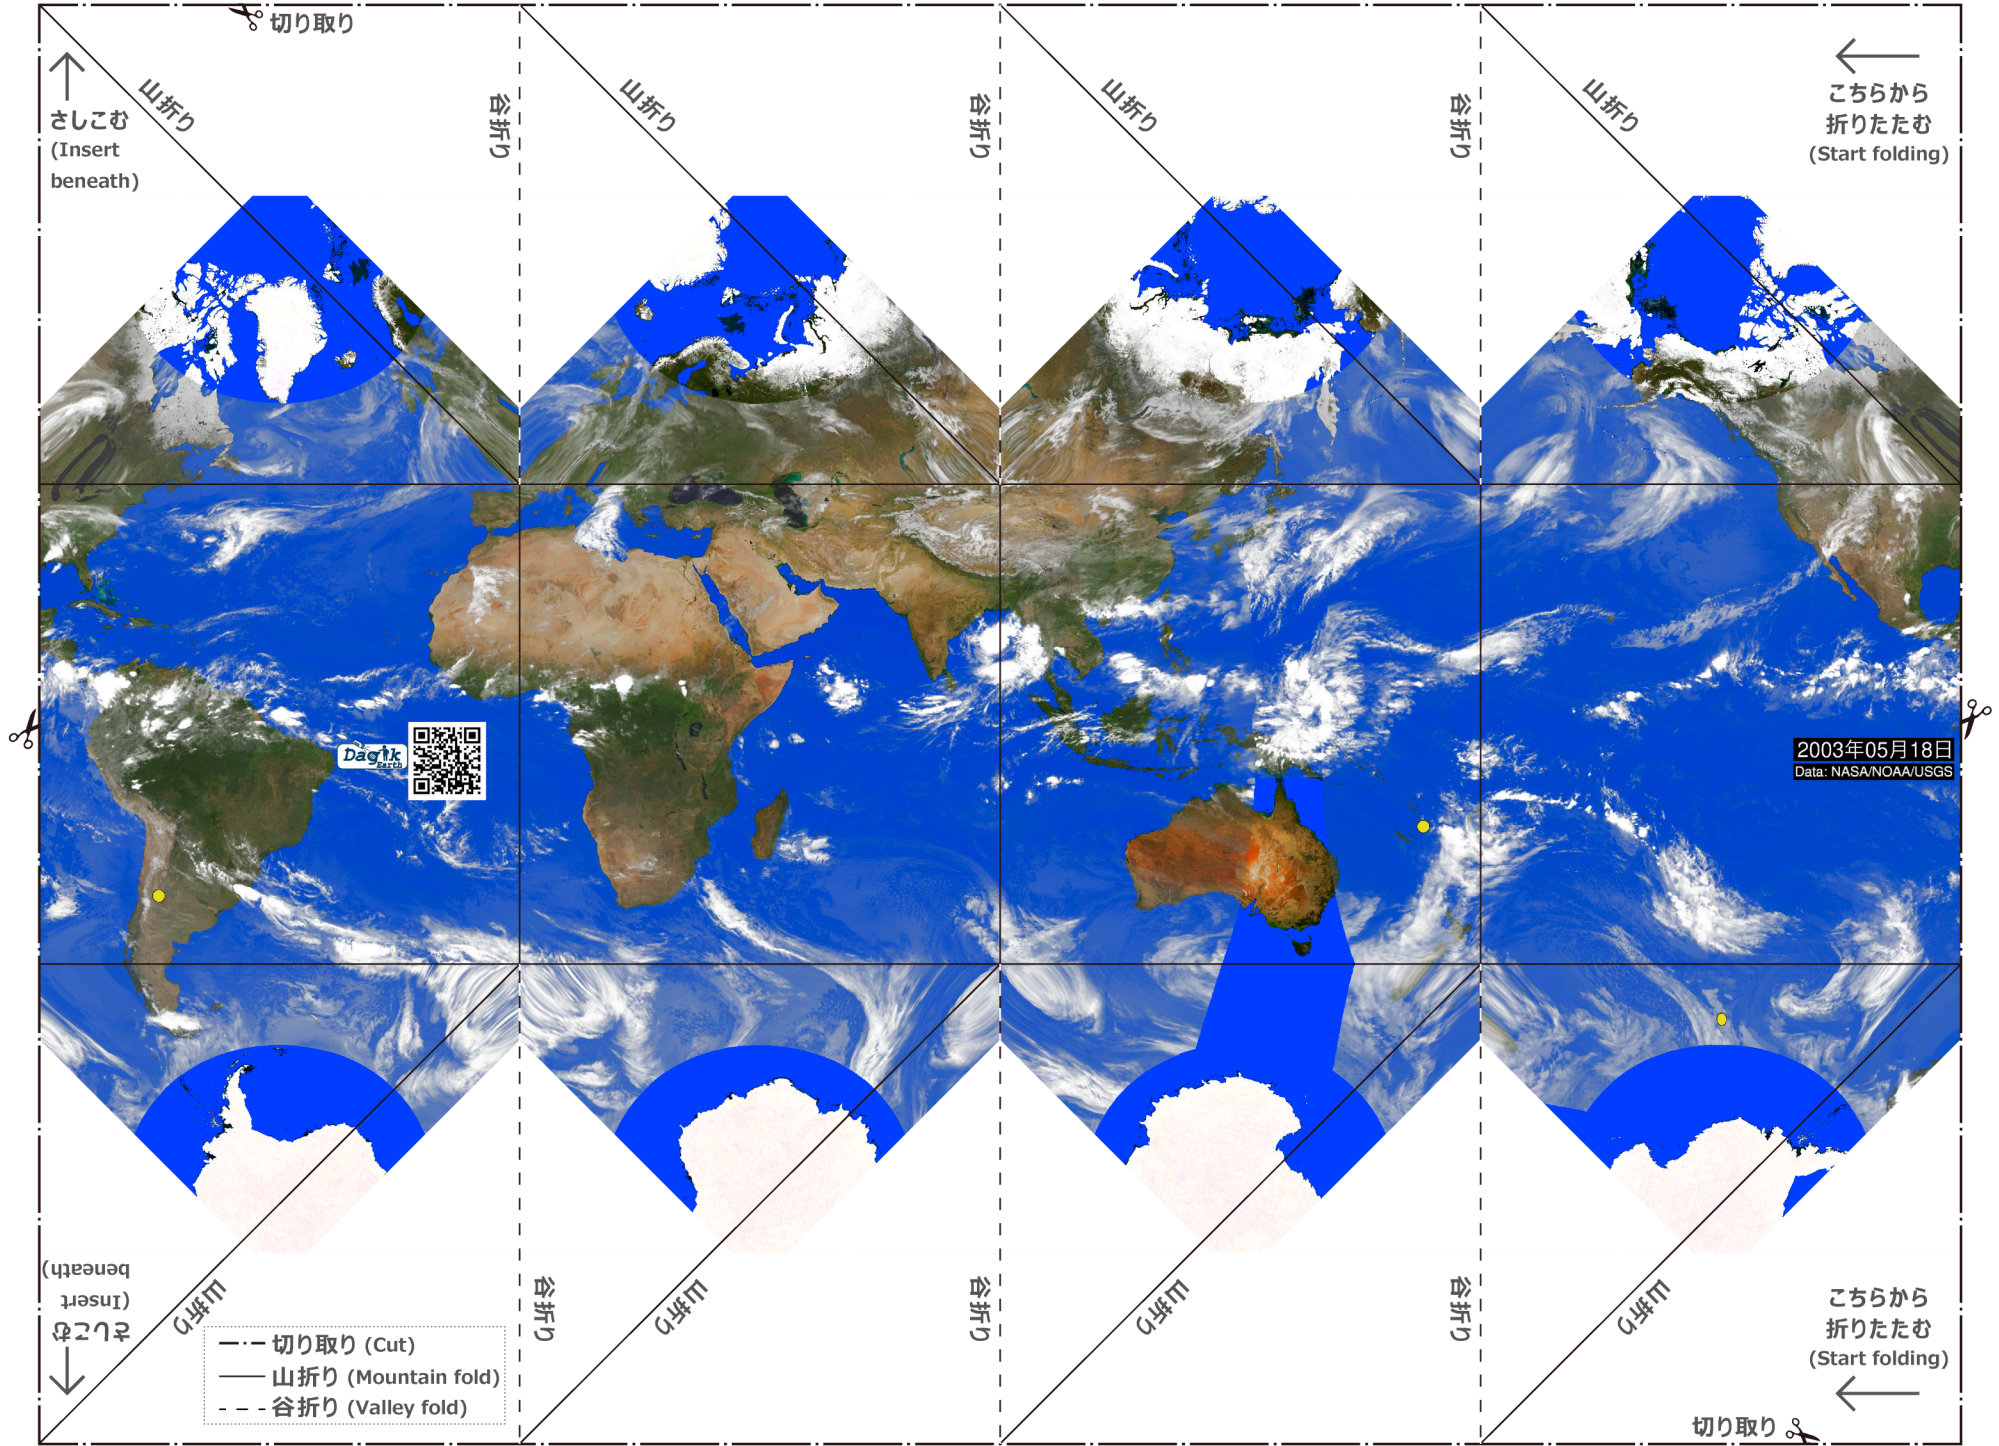 切り取り
さしこむ
(Insert
beneath)
山折り
谷折り
山折り
谷折り
山折り
谷折り
山折り
こちらから
折りたたむ
(Start folding)
Dagik
Earth
2003年05月18日
Data: NASA/NOAA/USGS
さしこむ
(Insert
beneath)
山折り
谷折り
山折り
谷折り
山折り
谷折り
山折り
こちらから
折りたたむ
(Start folding)
切り取り (Cut)
山折り (Mountain fold)
谷折り (Valley fold)
切り取り